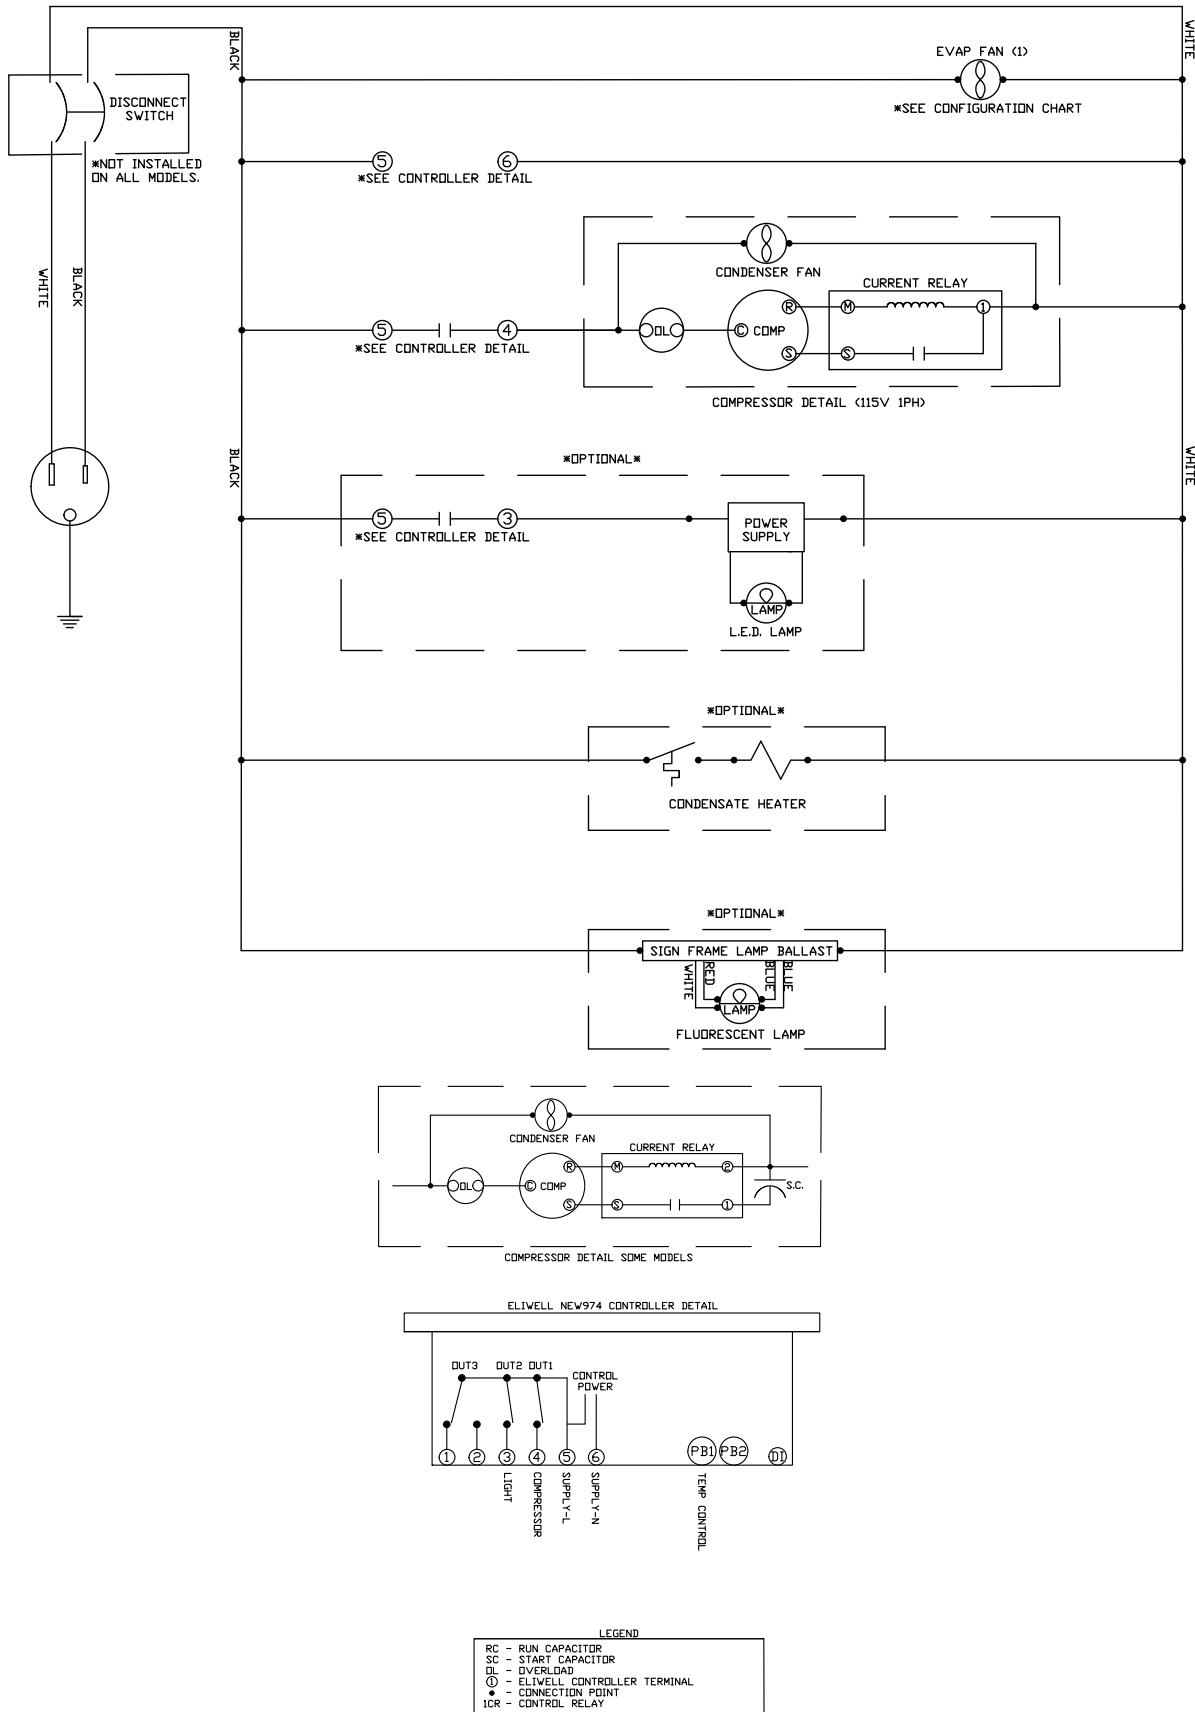 BLACK
WHITE
EVAP FAN (1)
*SEE CONFIGURATION CHART
DISCONNECT
SWITCH
*NOT INSTALLED
ON ALL MODELS.
5
6
*SEE CONTROLLER DETAIL
WHITE
BLACK
CONDENSER FAN
CURRENT RELAY
R
M
1
5
4
OL
C COMP
S
S
*SEE CONTROLLER DETAIL
COMPRESSOR DETAIL (115V 1PH)
BLACK
WHITE
*OPTIONAL*
5
3
*SEE CONTROLLER DETAIL
POWER
SUPPLY
LAMP
L.E.D. LAMP
*OPTIONAL*
CONDENSATE HEATER
*OPTIONAL*
SIGN FRAME LAMP BALLAST
WHITE
RED
BLUE
BLUE
LAMP
FLUORESCENT LAMP
CONDENSER FAN
CURRENT RELAY
R
M
2
OL
C COMP
S.C.
S
S
1
COMPRESSOR DETAIL SOME MODELS
ELIWELL NEW974 CONTROLLER DETAIL
OUT3
OUT2
OUT1
CONTROL
POWER
1
2
3
4
5
6
PB1
PB2
DI
LIGHT
COMPRESSOR
SUPPLY-L
SUPPLY-N
TEMP CONTROL
LEGEND
RC - RUN CAPACITOR
SC - START CAPACITOR
OL - OVERLOAD
1 - ELIWELL CONTROLLER TERMINAL
• - CONNECTION POINT
1CR - CONTROL RELAY